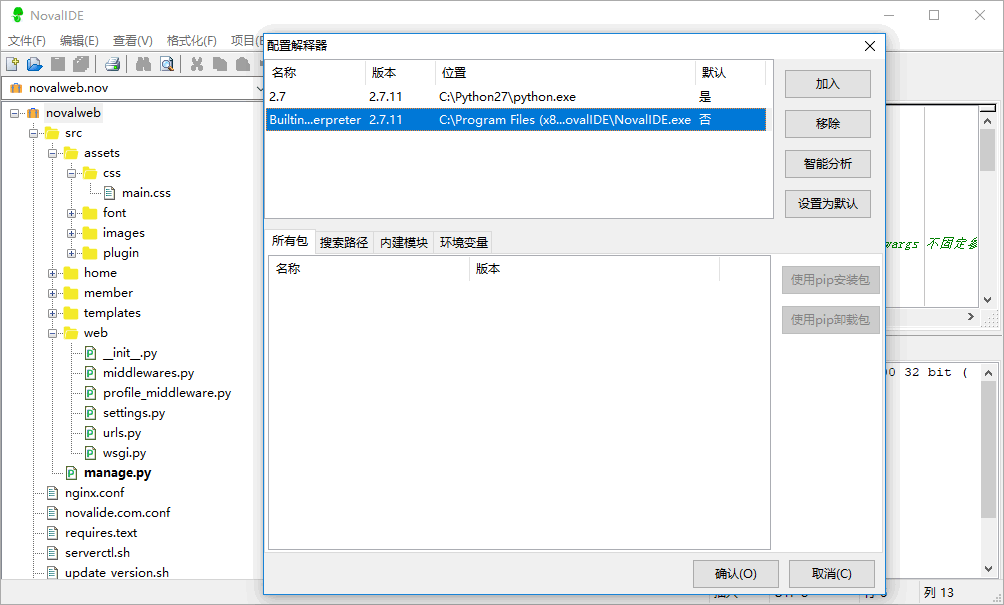 NovalIDE
文件(F) 编辑(E) 查看(V) 格式化(F) 项目(
novalweb.nov
novalweb
src
assets
css
main.css
font
images
plugin
home
member
templates
web
__init__.py
middlewares.py
profile_middleware.py
settings.py
urls.py
wsgi.py
manage.py
nginx.conf
novalide.com.conf
requires.text
serverctl.sh
update version.sh
配置解释器
名称 版本 位置 默认
2.7 2.7.11 C:\Python27\python.exe 是
Builtin...erpreter 2.7.11 C:\Program Files (x8...ovalIDE\NovalIDE.exe 否
加入
移除
智能分析
设置为默认
所有包 搜索路径 内建模块 环境变量
名称 版本
使用pip安装包
使用pip卸载包
确认(O) 取消(C)
wargs 不固定参
32 bit (
列 13